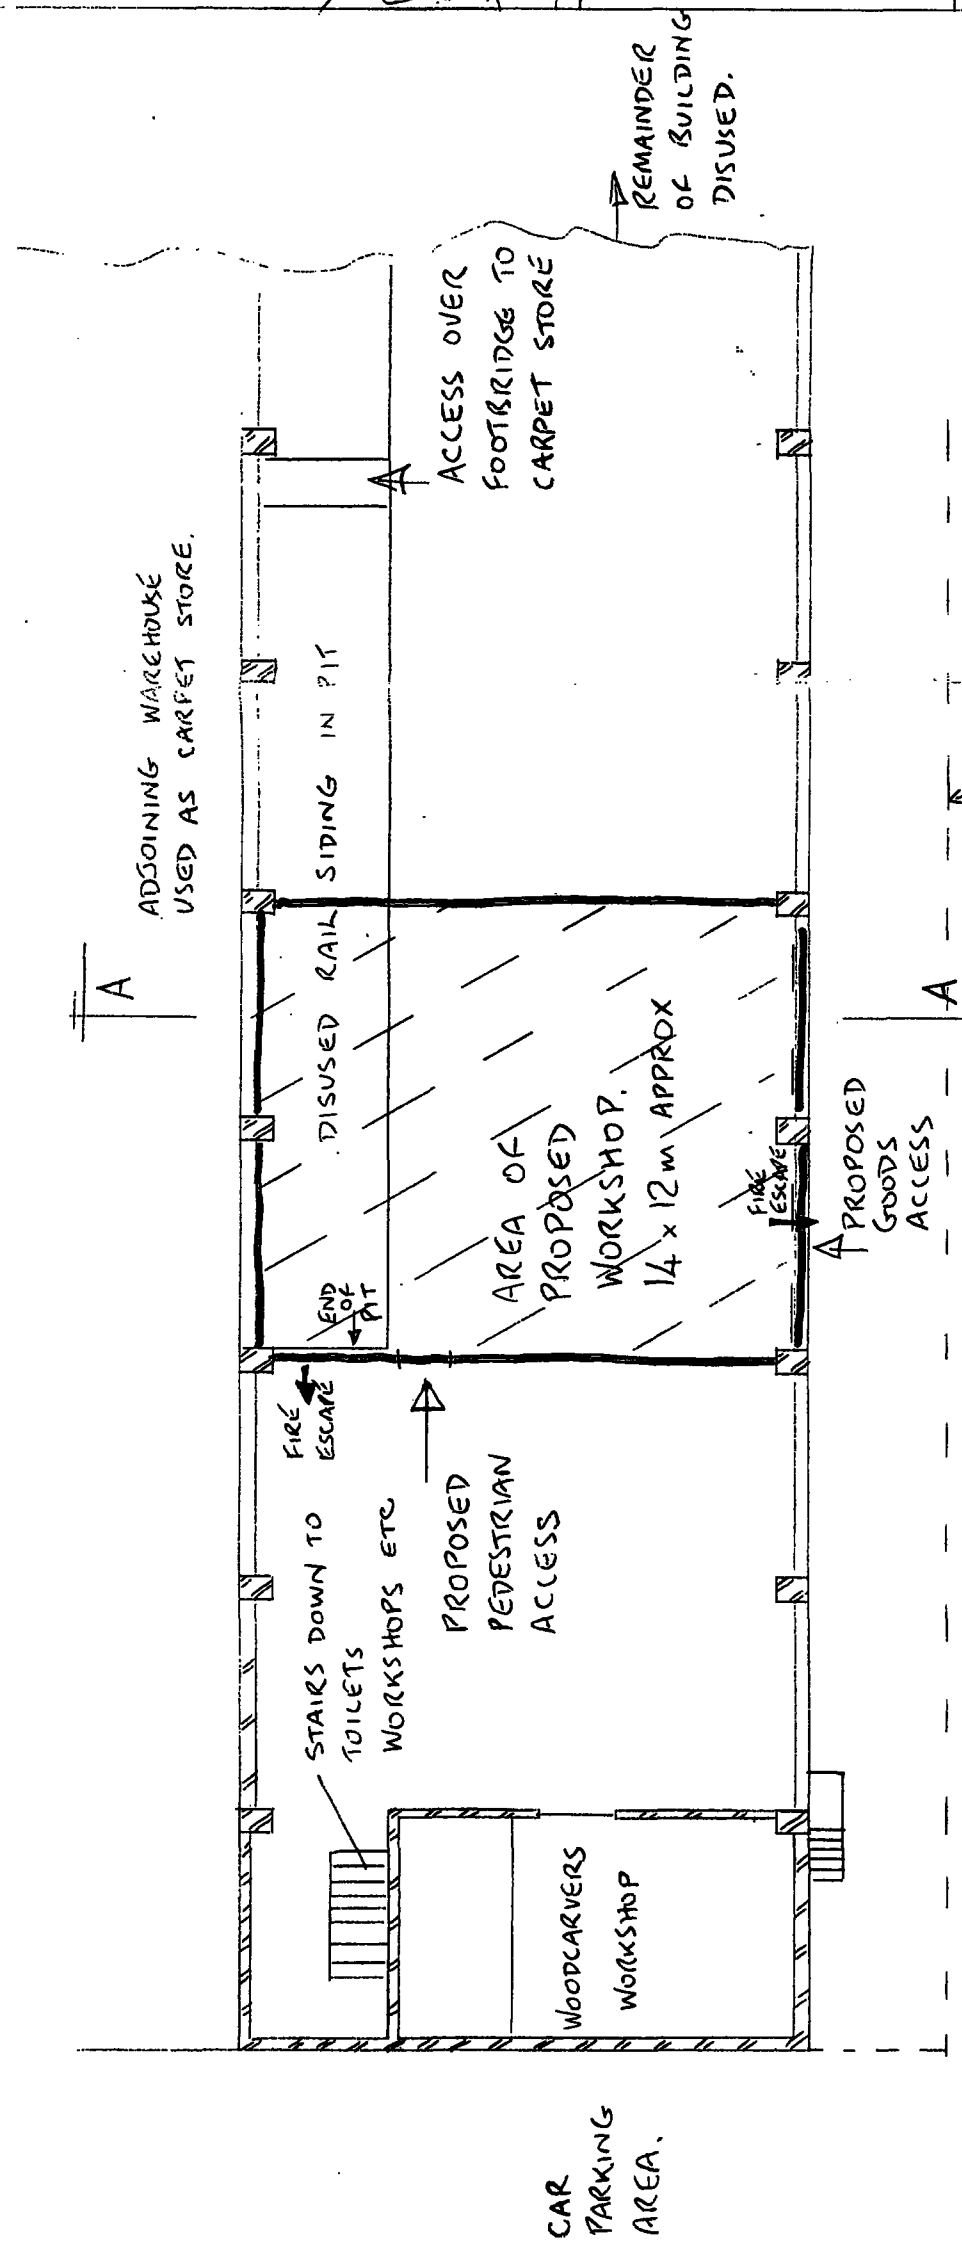 CAR
PARKING
AREA.
WOODCARVERS
WORKSHOP
STAIRS DOWN TO
TOILETS
WORKSHOPS ETC
PROPOSED
PEDESTRIAN
ACCESS
FIRE
ESCAPE
END
OF
PIT
AREA OF
PROPOSED
WORKSHOP.
14 x 12m APPROX
FIRE
ESCAPE
PROPOSED
GOODS
ACCESS
A
A
DISUSED RAIL SIDING IN PIT
ADJOINING WAREHOUSE
USED AS CARPET STORE.
ACCESS OVER
FOOTBRIDGE TO
CARPET STORE
REMAINDER
OF BUILDING
DISUSED.